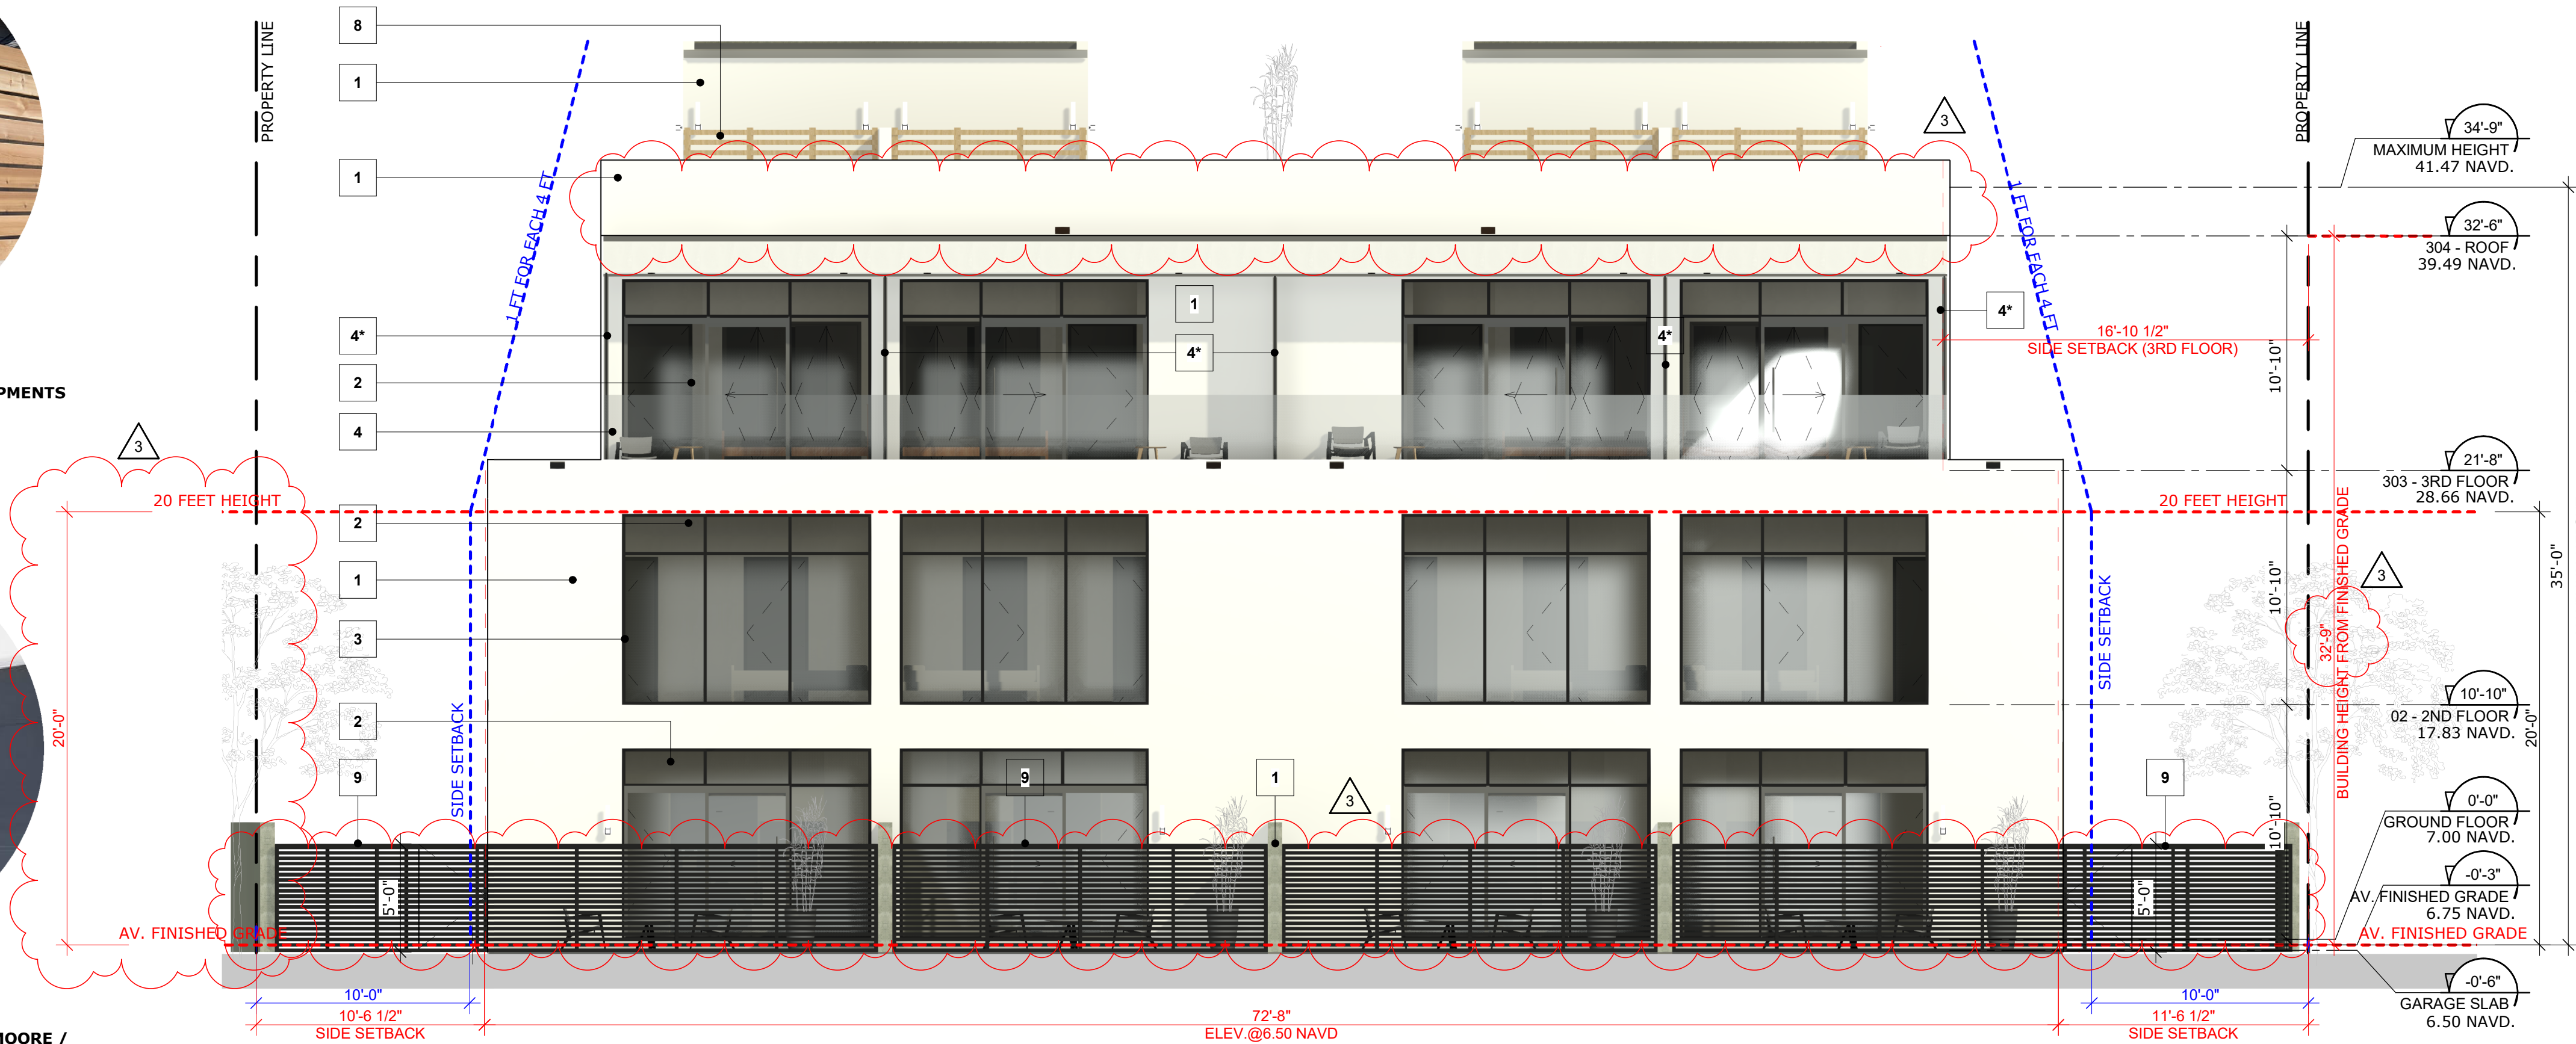 8
PROPERTY LINE
PROPERTY LINE
1
3
34'-9"
MAXIMUM HEIGHT
41.47 NAVD.
1
1 FT FOR EACH 4 FT
1 FT FOR EACH 4 FT
32'-6"
304 - ROOF
39.49 NAVD.
1
4*
4*
4*
4*
16'-10 1/2"
SIDE SETBACK (3RD FLOOR)
10'-10"
2
PMENTS
4
3
21'-8"
303 - 3RD FLOOR
28.66 NAVD.
20 FEET HEIGHT
20 FEET HEIGHT
2
1
3
35'-0"
10'-10"
3
32'-9"
BUILDING HEIGHT FROM FINISHED GRADE
SIDE SETBACK
SIDE SETBACK
20'-0"
2
10'-10"
02 - 2ND FLOOR
17.83 NAVD.
20'-0"
9
9
1
3
9
0'-0"
GROUND FLOOR
7.00 NAVD.
10'-10"
5'-0"
5'-0"
-0'-3"
AV. FINISHED GRADE
6.75 NAVD.
AV. FINISHED GRADE
AV. FINISHED GRADE
-0'-6"
GARAGE SLAB
6.50 NAVD.
10'-0"
10'-0"
10'-6 1/2"
SIDE SETBACK
72'-8"
ELEV.@6.50 NAVD
11'-6 1/2"
SIDE SETBACK
MOORE /